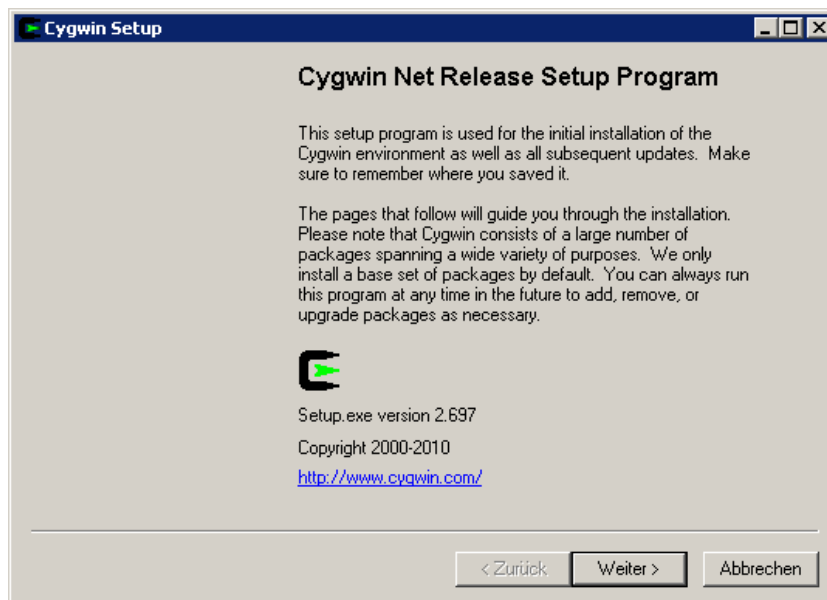 Cygwin Setup
Cygwin Net Release Setup Program
This setup program is used for the initial installation of the
Cygwin environment as well as all subsequent updates.  Make
sure to remember where you saved it.
The pages that follow will guide you through the installation.
Please note that Cygwin consists of a large number of
packages spanning a wide variety of purposes.  We only
install a base set of packages by default.  You can always run
this program at any time in the future to add, remove, or
upgrade packages as necessary.
Setup.exe version 2.697
Copyright 2000-2010
http://www.cygwin.com/
< Zurück
Weiter >
Abbrechen